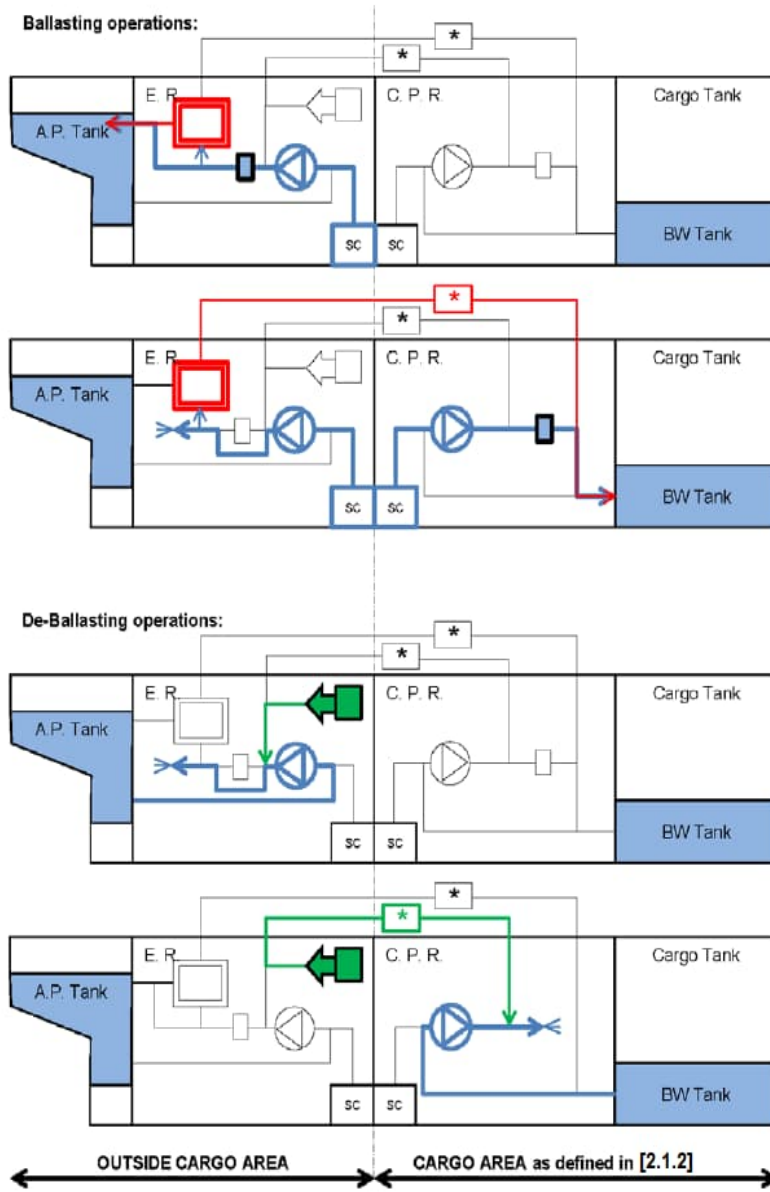 Ballasting operations:
*
*
E. R.
C. P. R.
Cargo Tank
A.P. Tank
BW Tank
sc
sc
*
*
E. R.
C. P. R.
Cargo Tank
A.P. Tank
BW Tank
sc
sc
De-Ballasting operations:
*
*
E. R.
C. P. R.
Cargo Tank
A.P. Tank
BW Tank
sc
sc
*
*
E. R.
C. P. R.
Cargo Tank
A.P. Tank
BW Tank
sc
sc
OUTSIDE CARGO AREA
CARGO AREA as defined in [2.1.2]